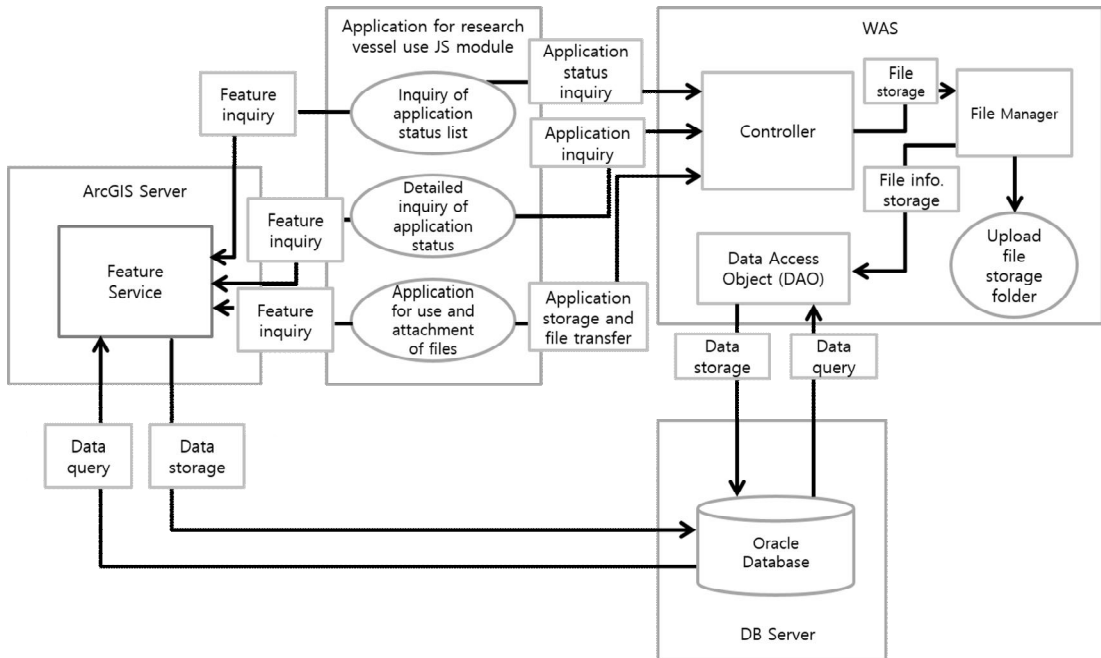 Application for research
vessel use JS module
WAS
Application
status
inquiry
File
storage
Feature
inquiry
Inquiry of
application
status list
Controller
File Manager
Application
inquiry
ArcGIS Server
Detailed
inquiry of
application
status
File info.
storage
Feature
inquiry
Upload
file
storage
folder
Data Access
Object (DAO)
Feature
Service
Application
for use and
attachment
of files
Application
storage and
file transfer
Feature
inquiry
Data
storage
Data
query
Data
query
Data
storage
Oracle
Database
DB Server